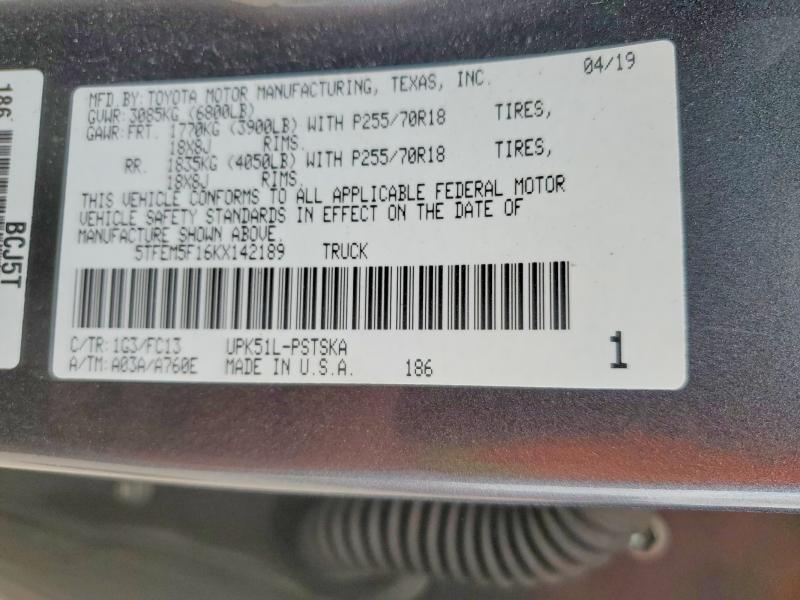 MFD.BY:TOYOTA MOTOR MANUFACTURING, TEXAS, INC. 04/19
GVWR:3085KG (6800LB)
GAWR:FRT. 1770KG (3900LB) WITH P255/70R18 TIRES,
18X8J RIMS.
RR. 1835KG (4050LB) WITH P255/70R18 TIRES,
18X8J RIMS.
THIS VEHICLE CONFORMS TO ALL APPLICABLE FEDERAL MOTOR
VEHICLE SAFETY STANDARDS IN EFFECT ON THE DATE OF
MANUFACTURE SHOWN ABOVE.
5TFEM5F16KX142189 TRUCK
C/TR:1G3/FC13 UPK51L-PSTSKA
A/TM:A03A/A760E MADE IN U.S.A. 186 1
186
BCJ5T